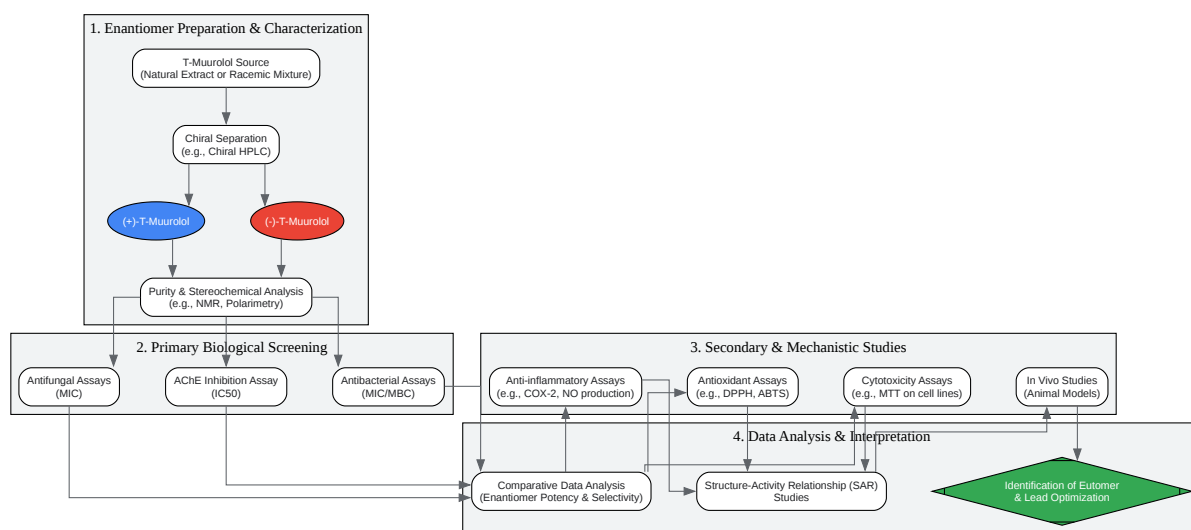 1. Enantiomer Preparation & Characterization
T-Muurolol Source
(Natural Extract or Racemic Mixture)
Chiral Separation
(e.g., Chiral HPLC)
(+)-T-Muurolol
(-)-T-Muurolol
Purity & Stereochemical Analysis
(e.g., NMR, Polarimetry)
2. Primary Biological Screening
Antifungal Assays
(MIC)
AChE Inhibition Assay
(IC50)
Antibacterial Assays
(MIC/MBC)
3. Secondary & Mechanistic Studies
Anti-inflammatory Assays
(e.g., COX-2, NO production)
Antioxidant Assays
(e.g., DPPH, ABTS)
Cytotoxicity Assays
(e.g., MTT on cell lines)
In Vivo Studies
(Animal Models)
4. Data Analysis & Interpretation
Comparative Data Analysis
(Enantiomer Potency & Selectivity)
Structure-Activity Relationship (SAR)
Studies
Identification of Eutomer
& Lead Optimization